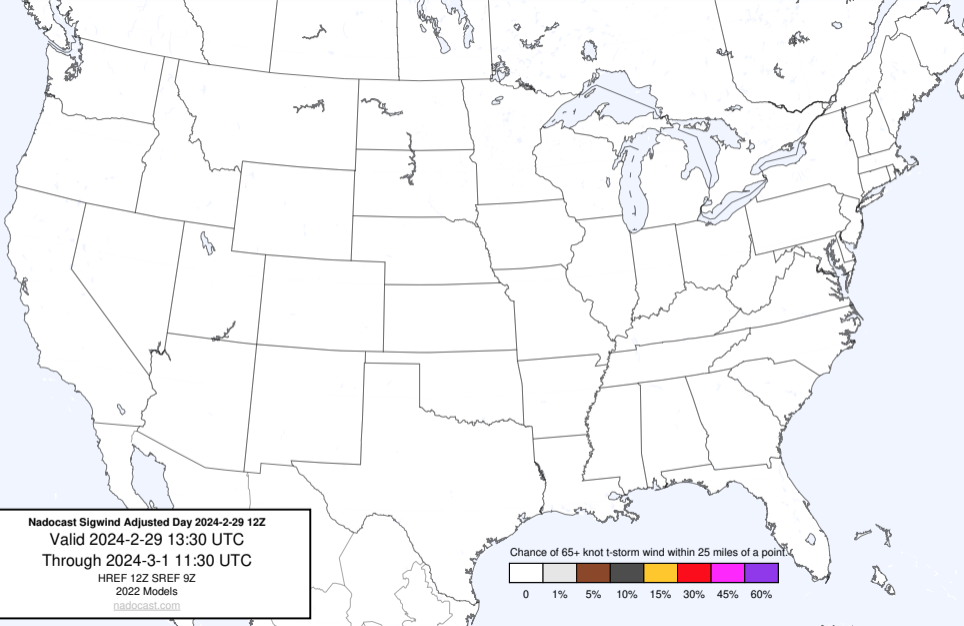 Nadocast Sigwind Adjusted Day 2024-2-29 12Z
Valid 2024-2-29 13:30 UTC
Through 2024-3-1 11:30 UTC
HREF 12Z SREF 9Z
2022 Models
nadocast.com
Chance of 65+ knot t-storm wind within 25 miles of a point.
0 1% 5% 10% 15% 30% 45% 60%